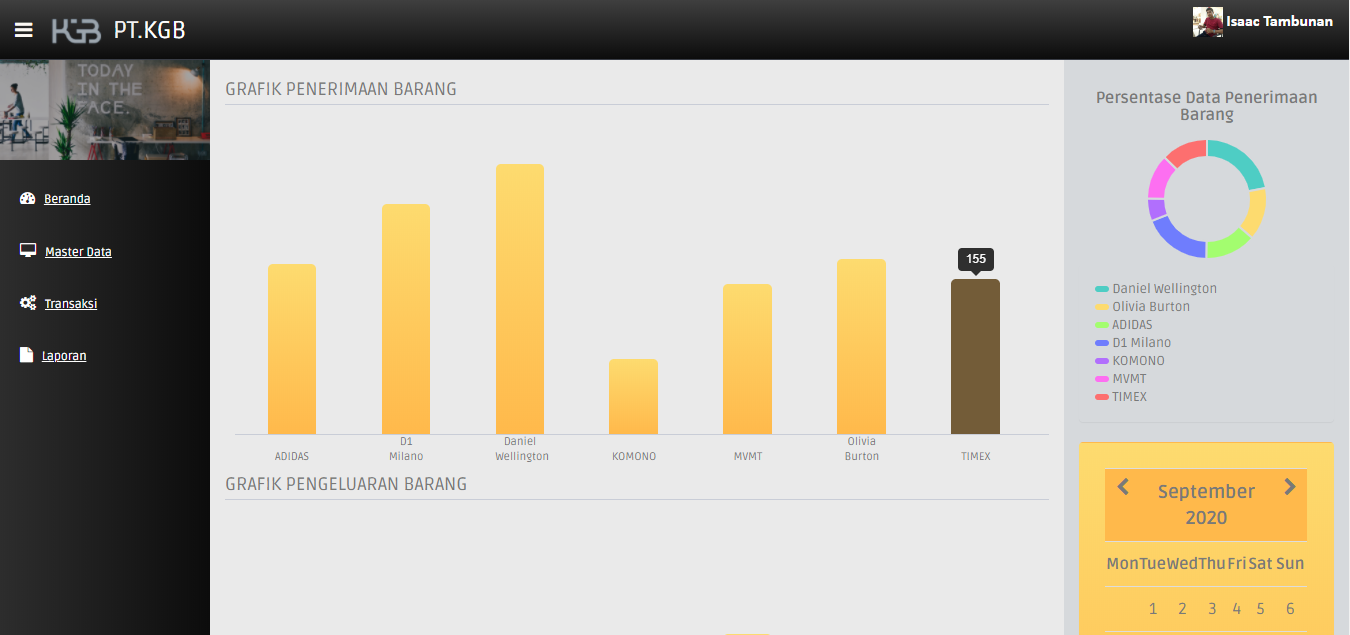 KGB PT.KGB
Isaac Tambunan
TODAY
IN THE
FACE.
Beranda
Master Data
Transaksi
Laporan
GRAFIK PENERIMAAN BARANG
155
ADIDAS
D1
Milano
Daniel
Wellington
KOMONO
MVMT
Olivia
Burton
TIMEX
GRAFIK PENGELUARAN BARANG
Persentase Data Penerimaan
Barang
Daniel Wellington
Olivia Burton
ADIDAS
D1 Milano
KOMONO
MVMT
TIMEX
September
2020
Mon Tue Wed Thu Fri Sat Sun
1 2 3 4 5 6